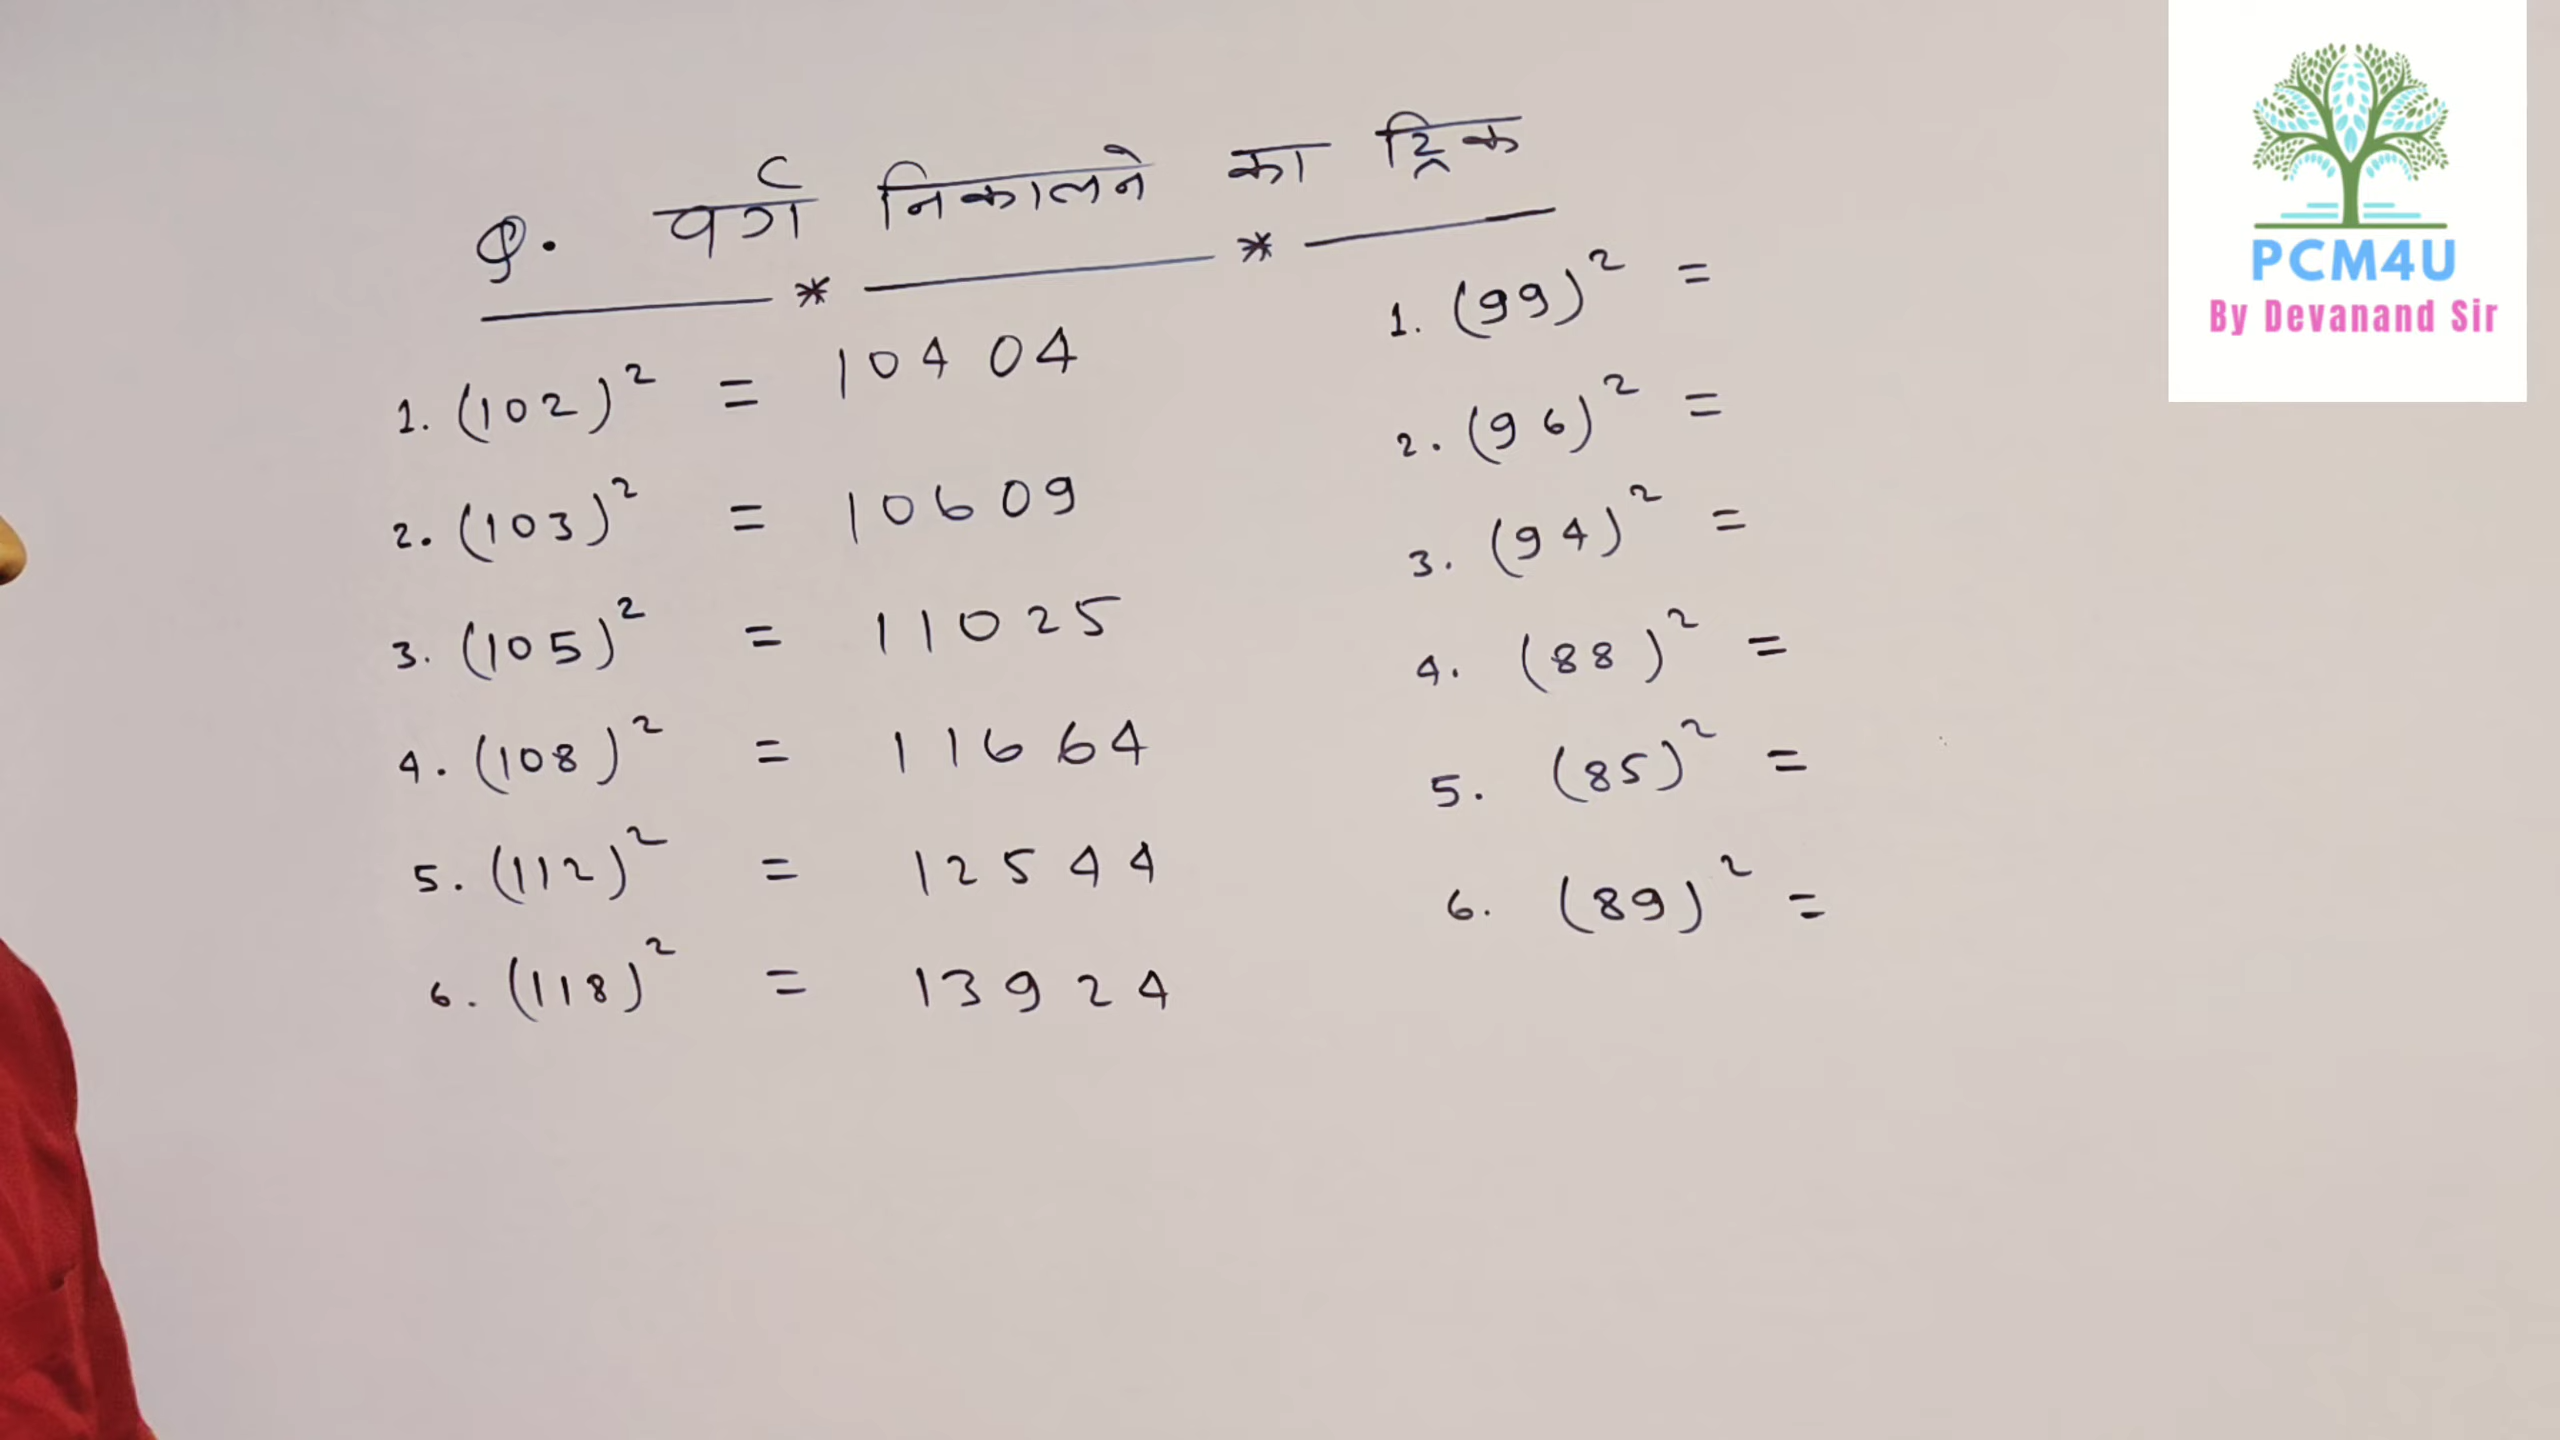 Q. वर्ग निकालने का ट्रिक
1. (102)² = 10404
2. (103)² = 10609
3. (105)² = 11025
4. (108)² = 11664
5. (112)² = 12544
6. (118)² = 13924
1. (99)² =
2. (96)² =
3. (94)² =
4. (88)² =
5. (85)² =
6. (89)² =
PCM4U
By Devanand Sir